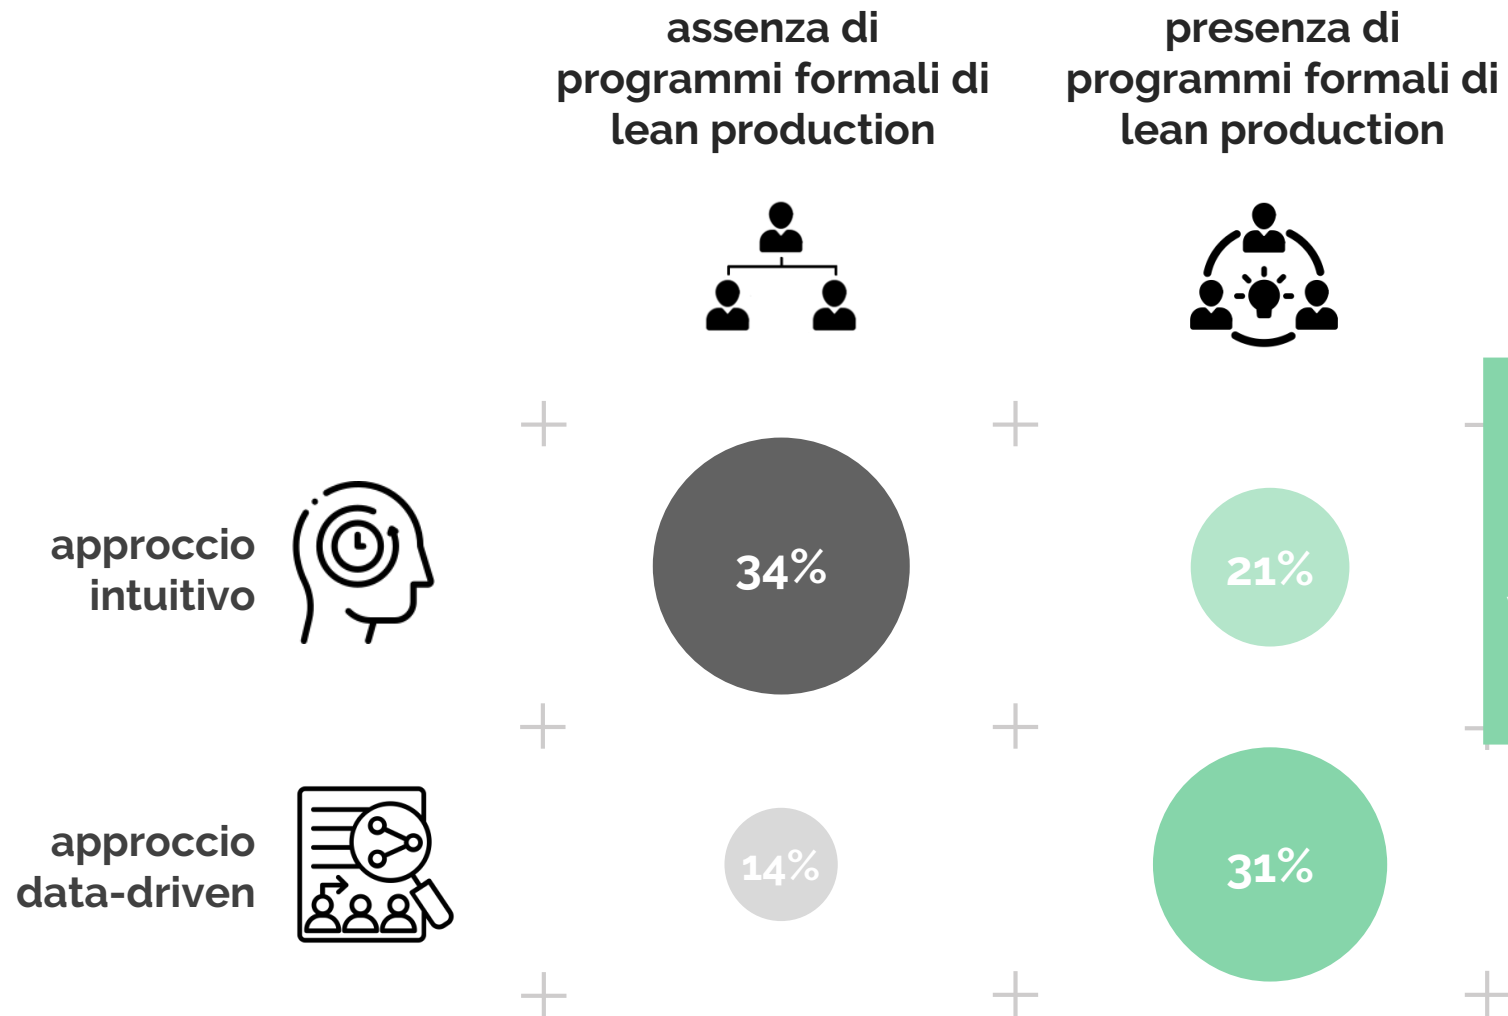 assenza di
programmi formali di
lean production
presenza di
programmi formali di
lean production
approccio
intuitivo
34%
21%
approccio
data-driven
14%
31%